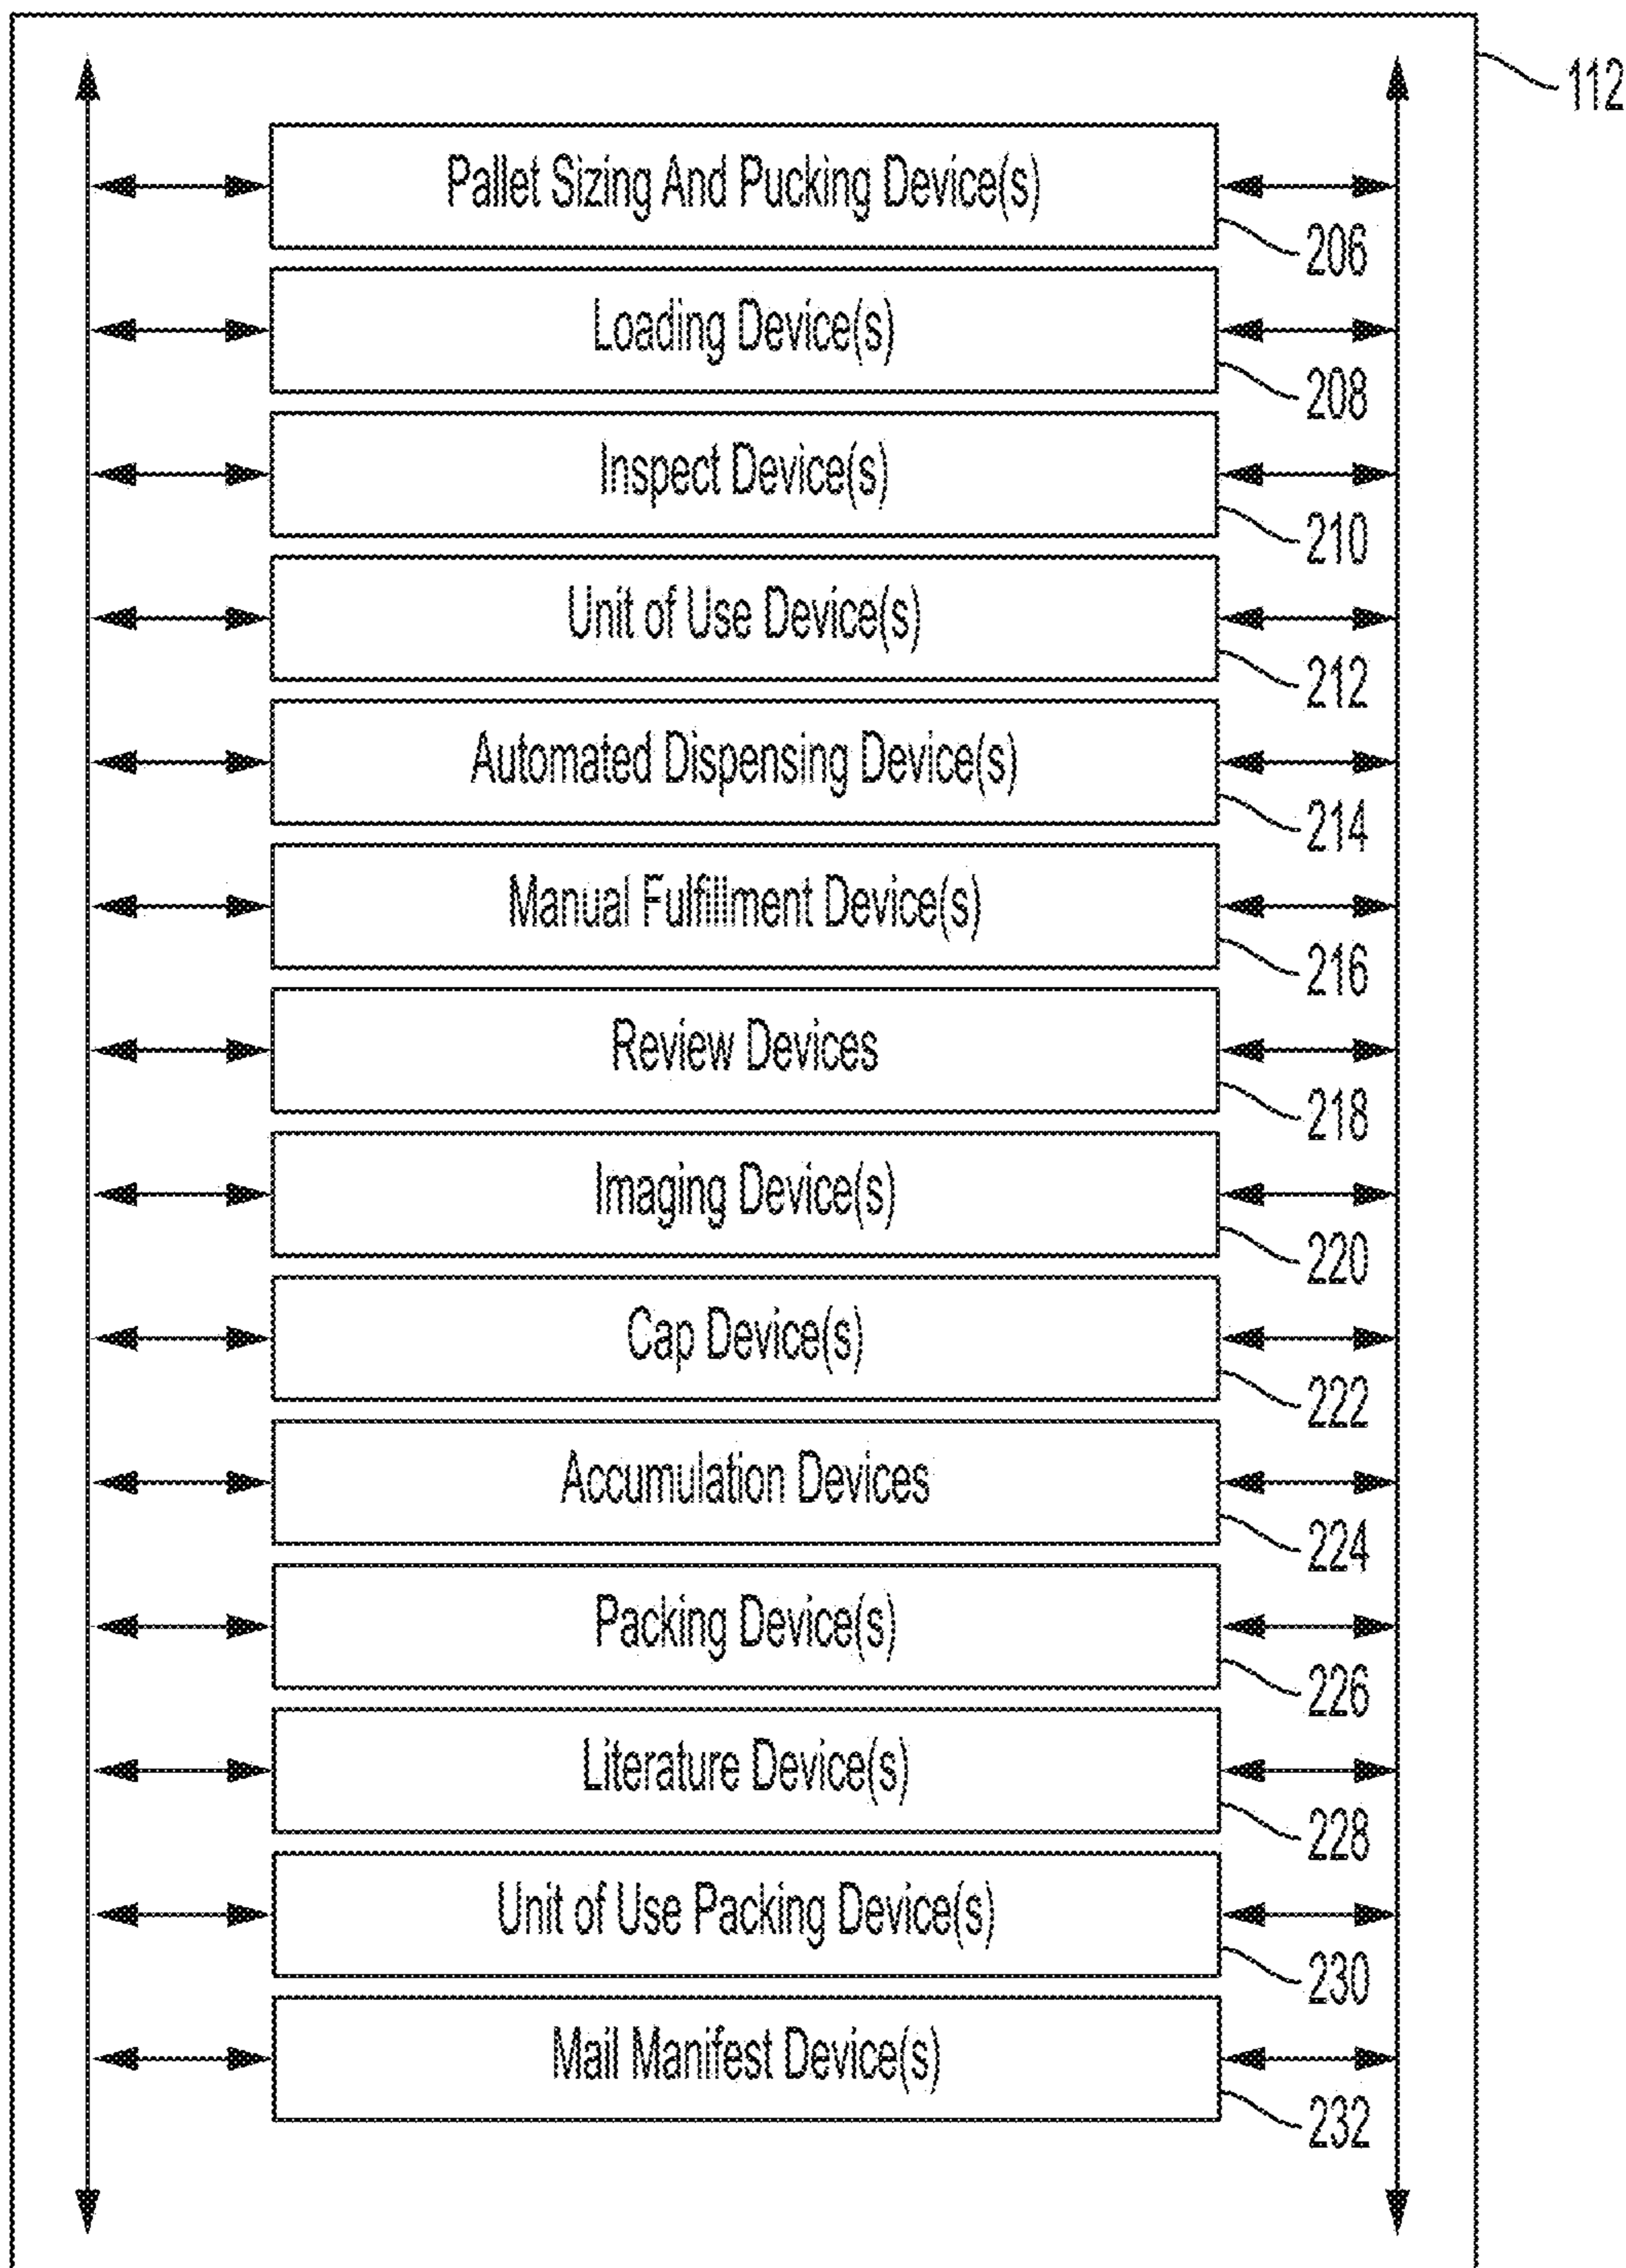 112
Pallet Sizing And Pucking Device(s)
206
Loading Device(s)
208
Inspect Device(s)
210
Unit of Use Device(s)
212
Automated Dispensing Device(s)
214
Manual Fulfillment Device(s)
216
Review Devices
218
Imaging Device(s)
220
Cap Device(s)
222
Accumulation Devices
224
Packing Device(s)
226
Literature Device(s)
228
Unit of Use Packing Device(s)
230
Mail Manifest Device(s)
232